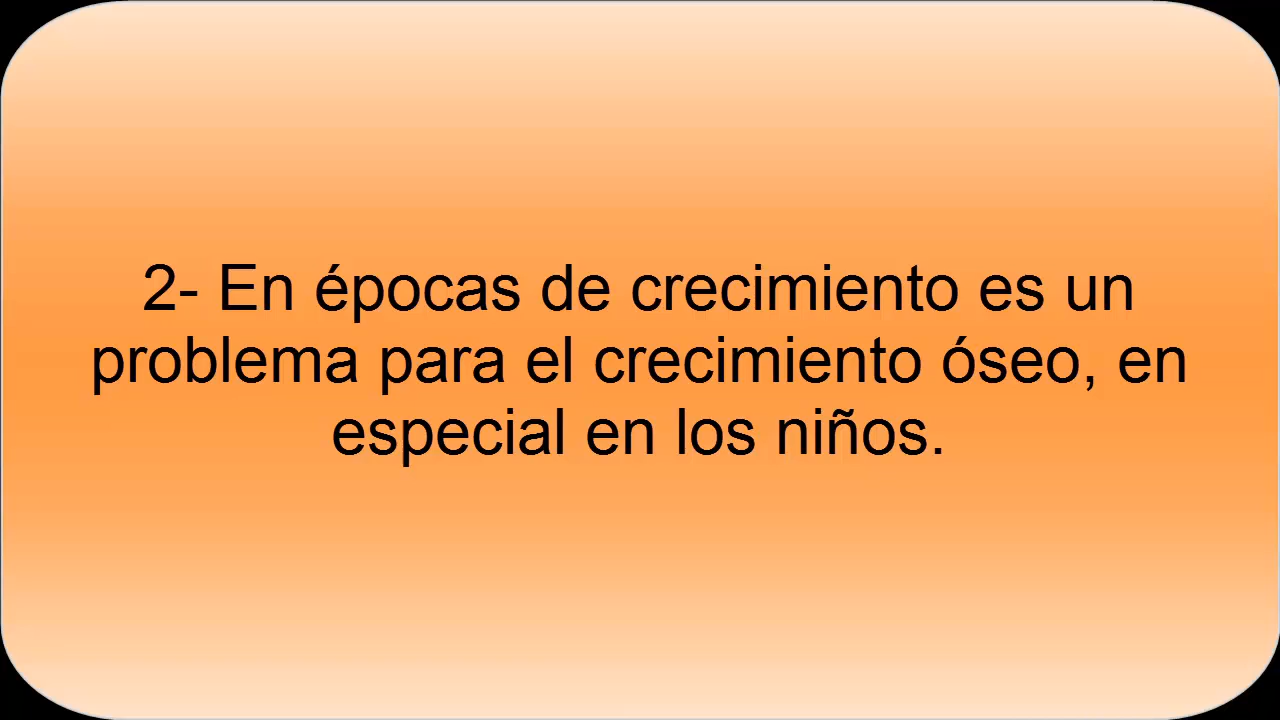 2- En épocas de crecimiento es un
problema para el crecimiento óseo, en
especial en los niños.